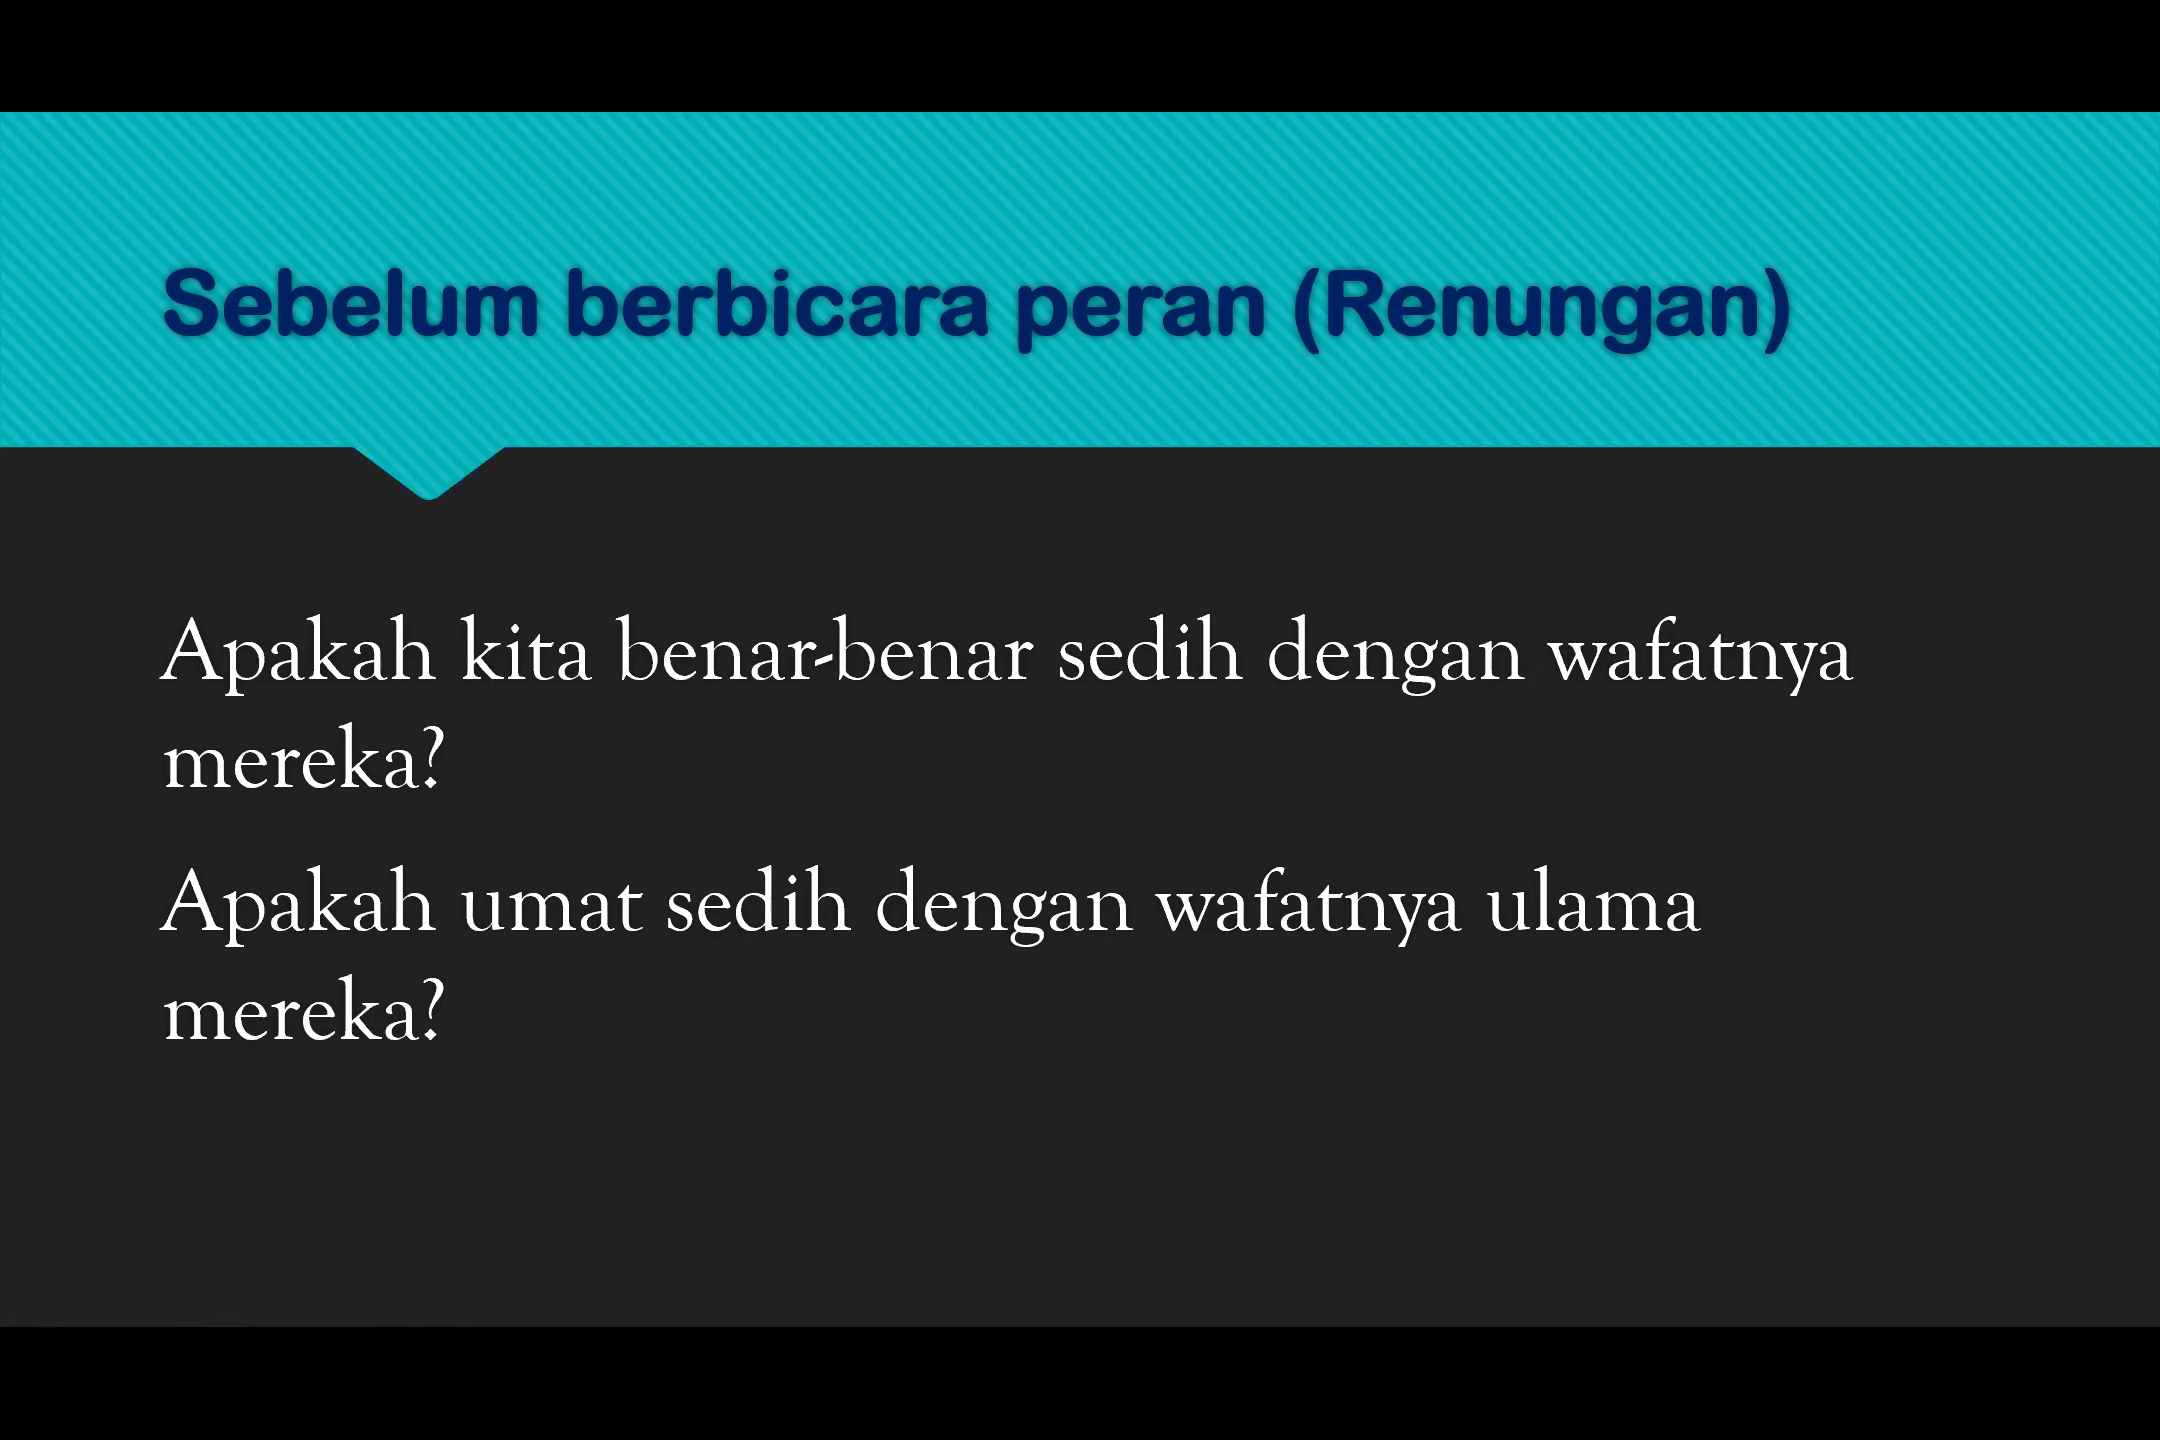 Sebelum berbicara peran (Renungan)
Apakah kita benar-benar sedih dengan wafatnya
mereka?
Apakah umat sedih dengan wafatnya ulama
mereka?